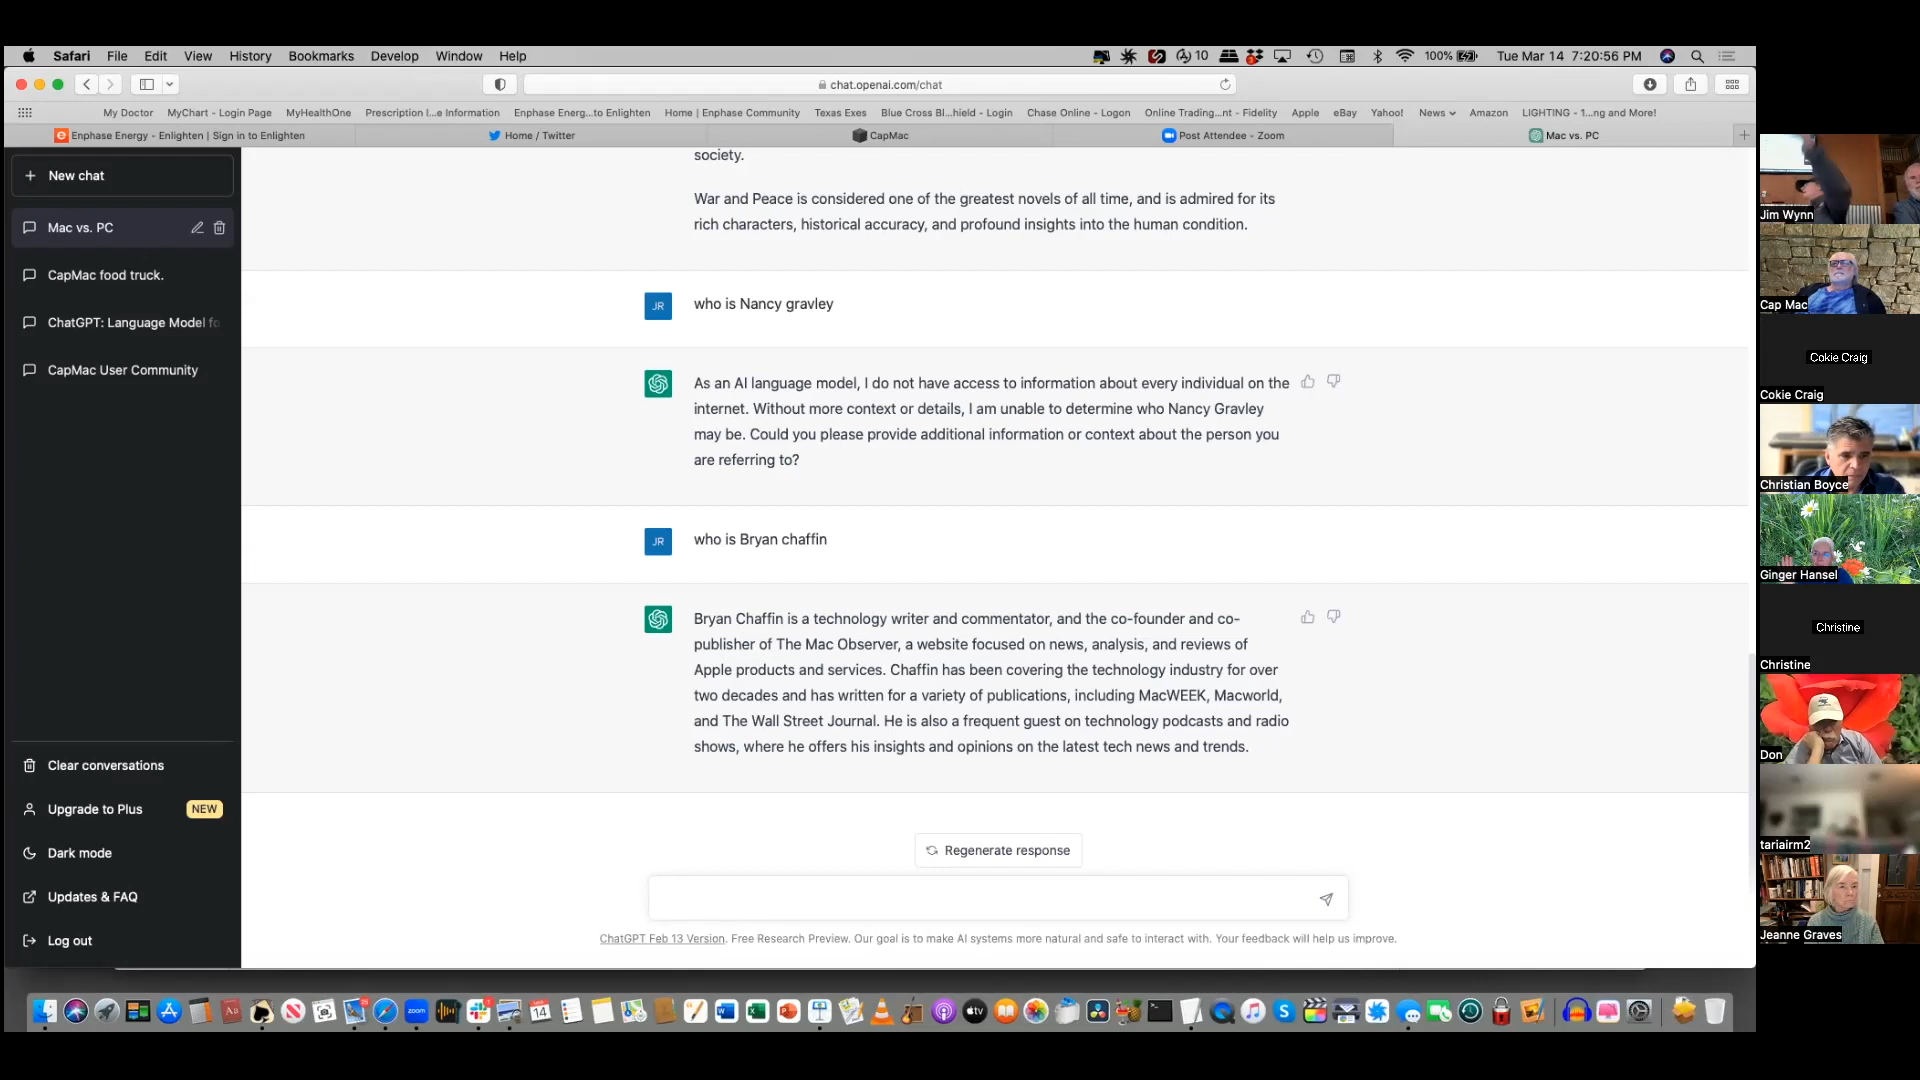 Safari File Edit View History Bookmarks Develop Window Help
10 100% Tue Mar 14 7:20:56 PM
chat.openai.com/chat
My Doctor MyChart - Login Page MyHealthOne Prescription I...e Information Enphase Energ...to Enlighten Home | Enphase Community Texas Exes Blue Cross Bl...hield - Login Chase Online - Logon Online Trading...nt - Fidelity Apple eBay Yahoo! News Amazon LIGHTING - 1...ng and More!
Enphase Energy - Enlighten | Sign in to Enlighten Home / Twitter CapMac Post Attendee - Zoom Mac vs. PC
New chat
Mac vs. PC
CapMac food truck.
ChatGPT: Language Model fo
CapMac User Community
Clear conversations
Upgrade to Plus NEW
Dark mode
Updates & FAQ
Log out
society.
War and Peace is considered one of the greatest novels of all time, and is admired for its
rich characters, historical accuracy, and profound insights into the human condition.
JR who is Nancy gravley
As an AI language model, I do not have access to information about every individual on the
internet. Without more context or details, I am unable to determine who Nancy Gravley
may be. Could you please provide additional information or context about the person you
are referring to?
JR who is Bryan chaffin
Bryan Chaffin is a technology writer and commentator, and the co-founder and co-
publisher of The Mac Observer, a website focused on news, analysis, and reviews of
Apple products and services. Chaffin has been covering the technology industry for over
two decades and has written for a variety of publications, including MacWEEK, Macworld,
and The Wall Street Journal. He is also a frequent guest on technology podcasts and radio
shows, where he offers his insights and opinions on the latest tech news and trends.
Regenerate response
ChatGPT Feb 13 Version. Free Research Preview. Our goal is to make AI systems more natural and safe to interact with. Your feedback will help us improve.
Jim Wynn
Cap Mac
Cokie Craig
Cokie Craig
Christian Boyce
Ginger Hansel
Christine
Christine
Don
tariairm2
Jeanne Graves
zoom
14
tv